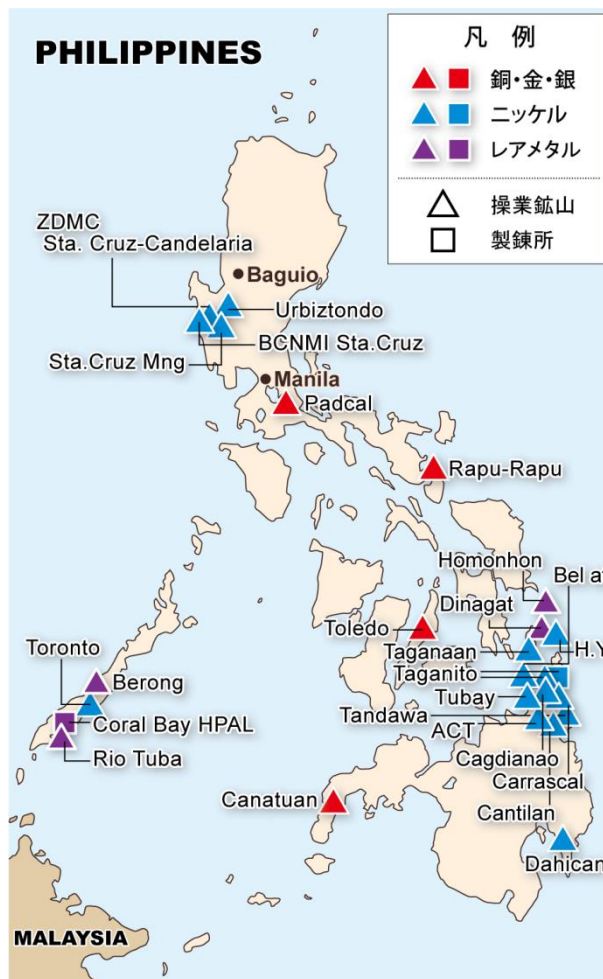 PHILIPPINES
凡 例
銅・金・銀
ニッケル
レアメタル
操業鉱山
製錬所
ZDMC
Sta. Cruz-Candelaria
Baguio
Urbiztondo
BCNMI Sta.Cruz
Sta.Cruz Mng
Manila
Padcal
Rapu-Rapu
Homonhon
Bel at
Dinagat
Toledo
Taganaan
H.Y
Toronto
Berong
Taganito
Tubay
Coral Bay HPAL
Tandawa
ACT
Rio Tuba
Cagdianao
Carrascal
Canatuan
Cantilan
Dahican
MALAYSIA